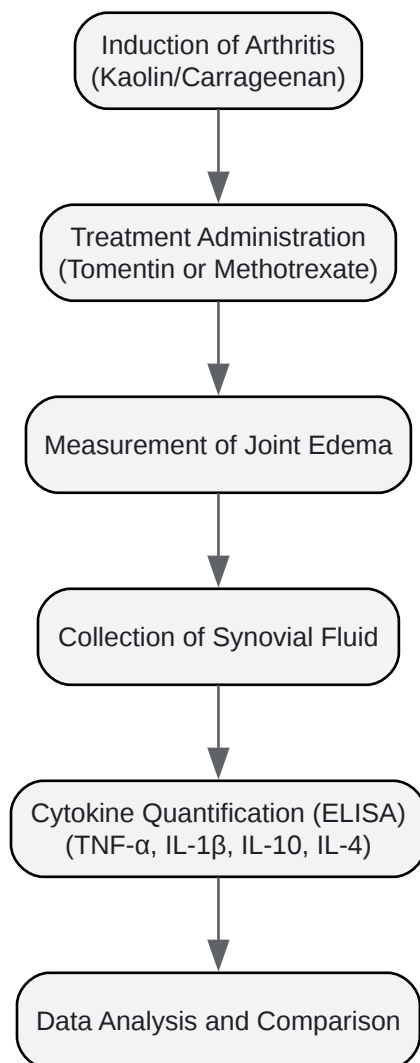 Induction of Arthritis
(Kaolin/Carrageenan)
Treatment Administration
(Tomentin or Methotrexate)
Measurement of Joint Edema
Collection of Synovial Fluid
Cytokine Quantification (ELISA)
(TNF-α, IL-1β, IL-10, IL-4)
Data Analysis and Comparison